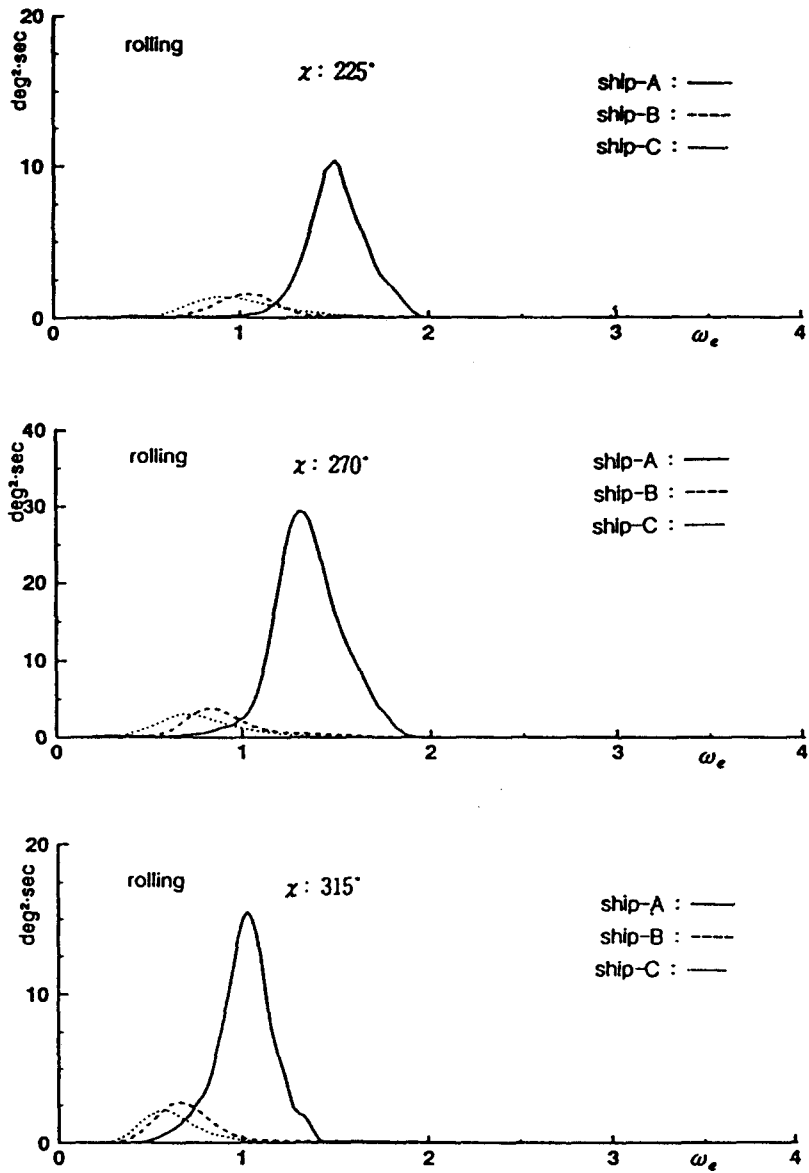 20
deg²·sec
rolling
χ : 225°
ship-A :
ship-B :
ship-C :
10
0
0 1 2 3 ωₑ 4
40
deg²·sec
rolling
χ : 270°
ship-A :
ship-B :
ship-C :
30
20
10
0
0 1 2 3 ωₑ 4
20
deg²·sec
rolling
χ : 315°
ship-A :
ship-B :
ship-C :
10
0
0 1 2 3 ωₑ 4